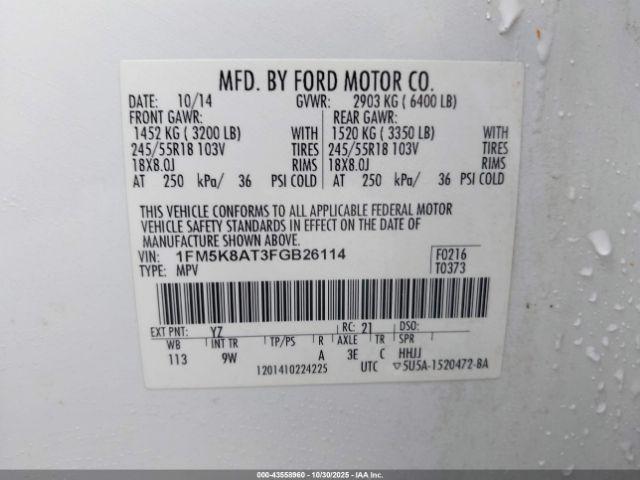 MFD. BY FORD MOTOR CO.
DATE: 10/14 GVWR: 2903 KG ( 6400 LB)
FRONT GAWR: REAR GAWR:
1452 KG ( 3200 LB) WITH 1520 KG ( 3350 LB) WITH
245/55R18 103V TIRES 245/55R18 103V TIRES
18X8.0J RIMS 18X8.0J RIMS
AT 250 kPa/ 36 PSI COLD AT 250 kPa/ 36 PSI COLD
THIS VEHICLE CONFORMS TO ALL APPLICABLE FEDERAL MOTOR
VEHICLE SAFETY STANDARDS IN EFFECT ON THE DATE OF
MANUFACTURE SHOWN ABOVE.
VIN: 1FM5K8AT3FGB26114 F0216
TYPE: MPV T0373
EXT PNT: YZ RC: 21 DSO:
WB INT TR TP/PS R AXLE TR SPR
113 9W A 3E C HHJJ
1201410224225 UTC ▽5U5A-1520472-BA
000-43558960 - 10/30/2025 - IAA Inc.